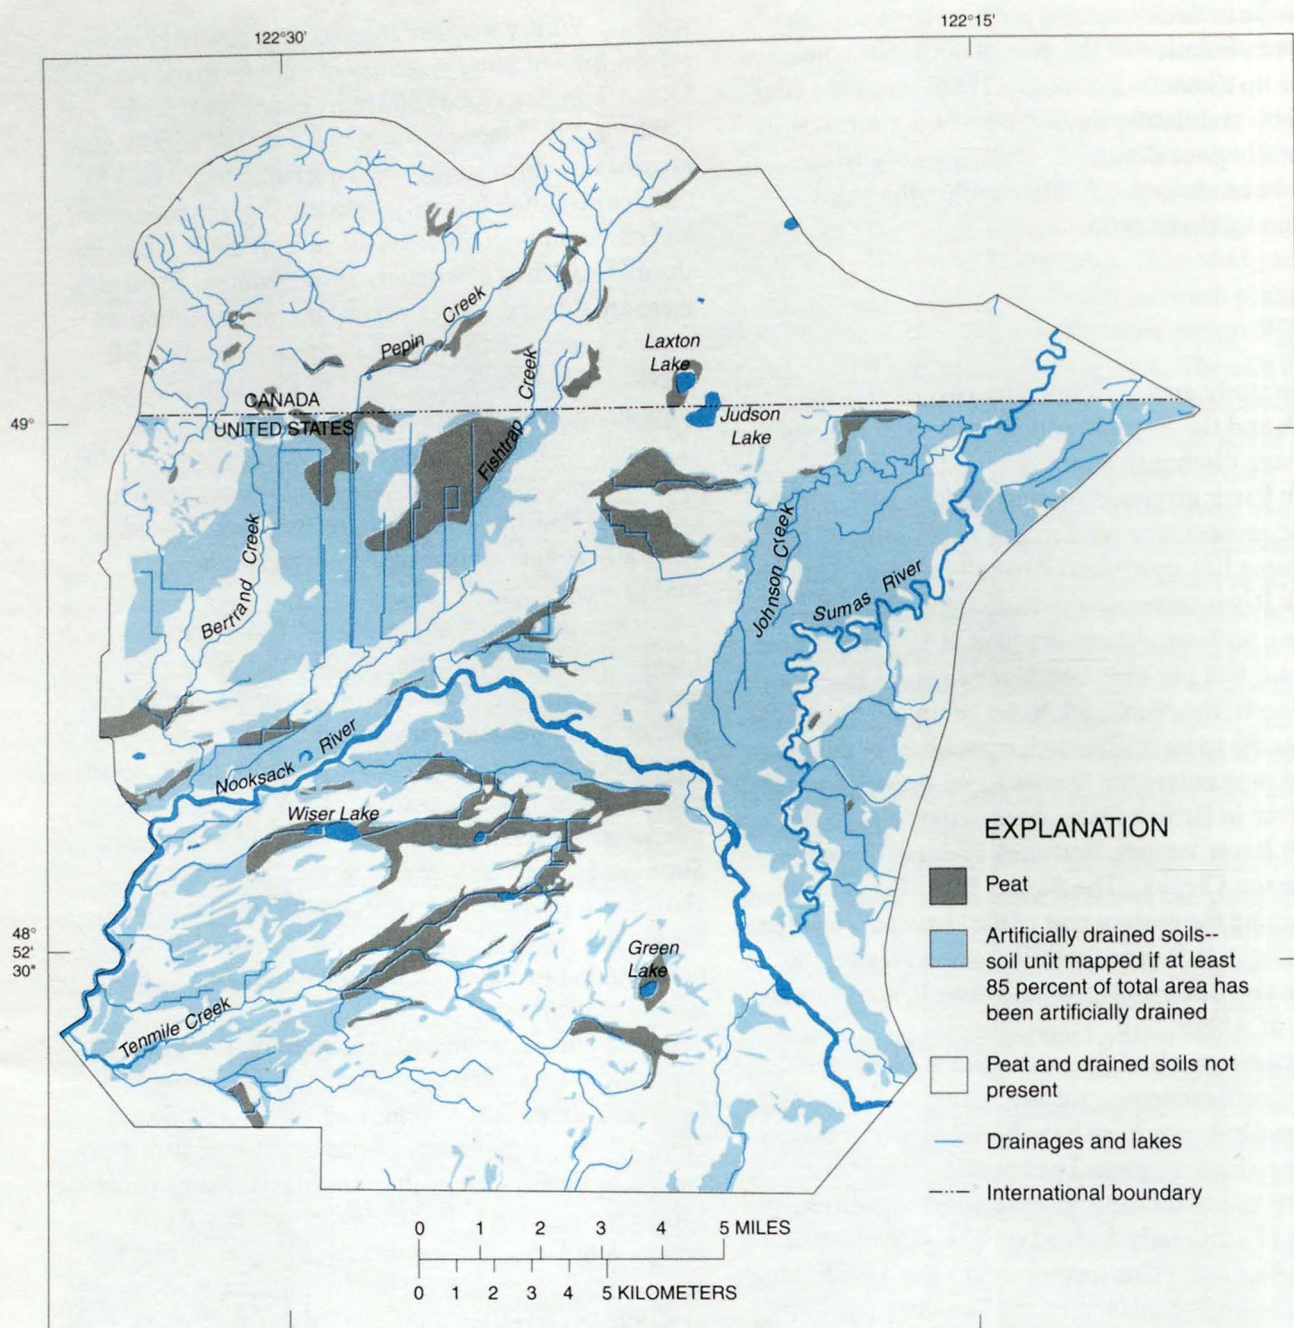 122°30'
122°15'
Pepin Creek
Creek
Laxton
Lake
CANADA
49°
UNITED STATES
Fishtrap
Judson
Lake
Bertrand Creek
Johnson Creek
Sumas River
Nooksack River
Wiser Lake
EXPLANATION
Peat
Artificially drained soils--
soil unit mapped if at least
85 percent of total area has
been artificially drained
48°
52'
30"
Green
Lake
Tenmile Creek
Peat and drained soils not
present
Drainages and lakes
International boundary
0 1 2 3 4 5 MILES
0 1 2 3 4 5 KILOMETERS